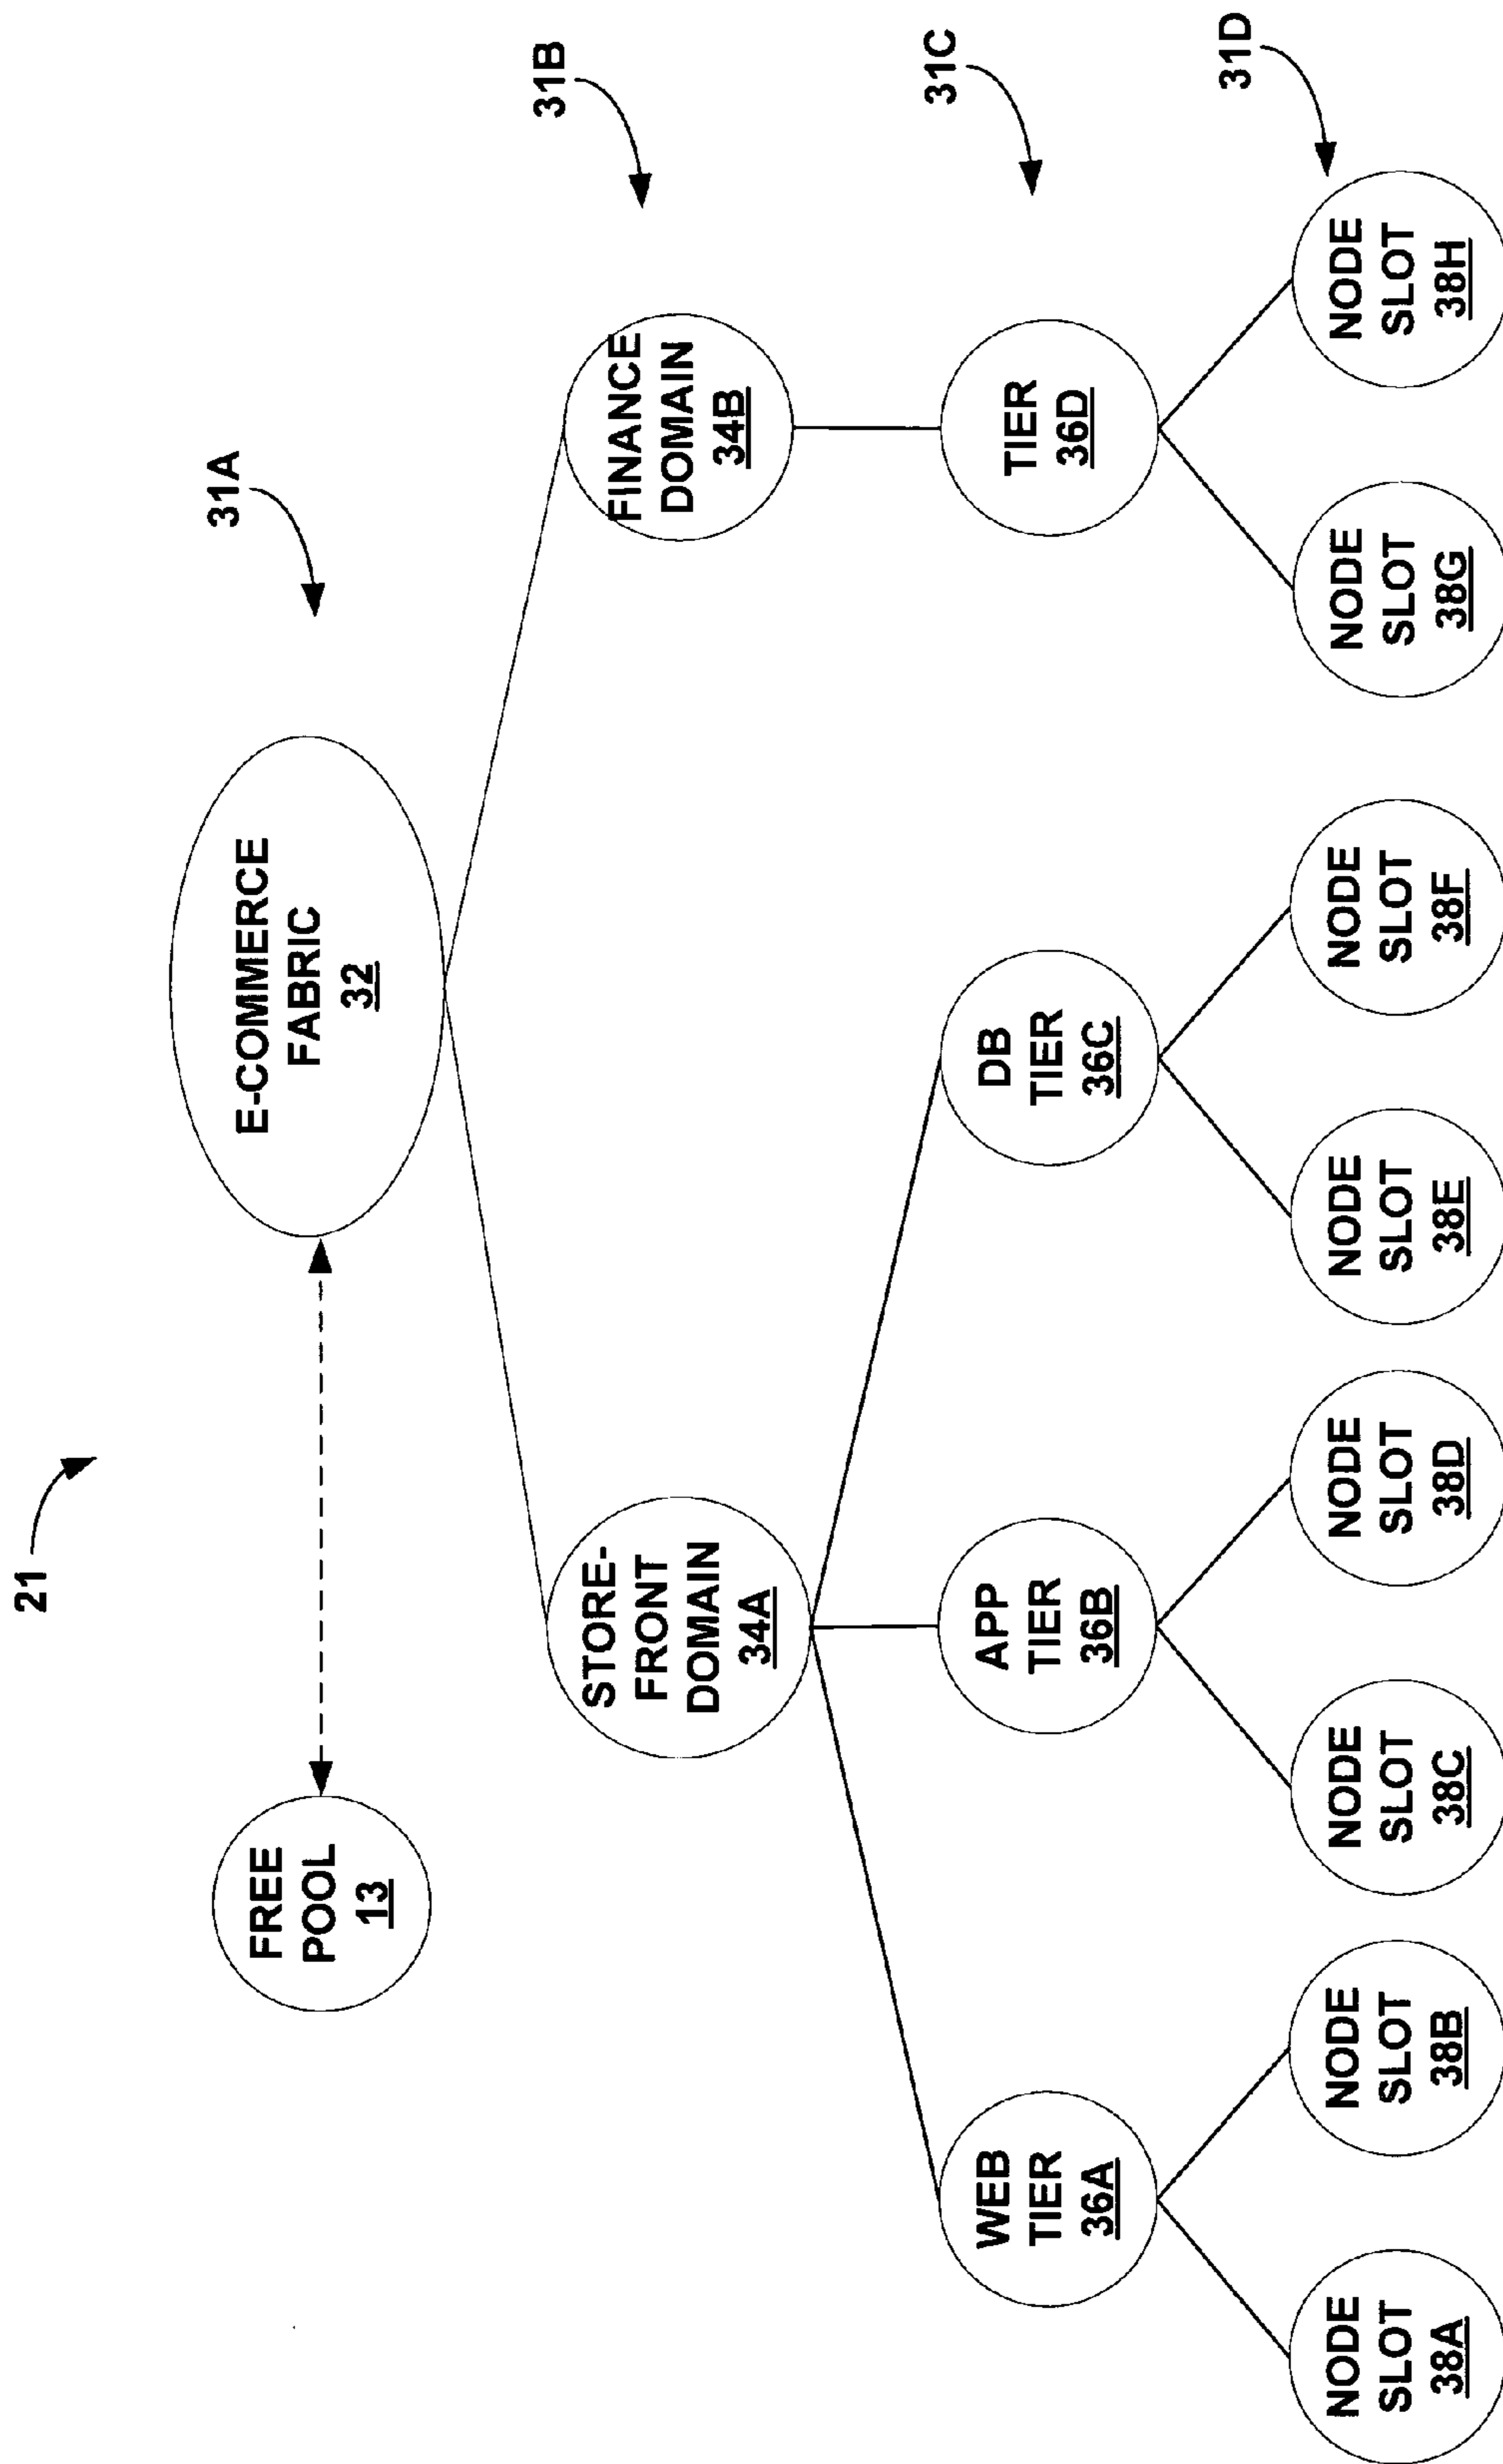 21
FREE
POOL
13
E-COMMERCE
FABRIC
32
31A
STORE-
FRONT
DOMAIN
34A
FINANCE
DOMAIN
34B
31B
WEB
TIER
36A
APP
TIER
36B
DB
TIER
36C
TIER
36D
31C
NODE
SLOT
38A
NODE
SLOT
38B
NODE
SLOT
38C
NODE
SLOT
38D
NODE
SLOT
38E
NODE
SLOT
38F
NODE
SLOT
38G
NODE
SLOT
38H
31D